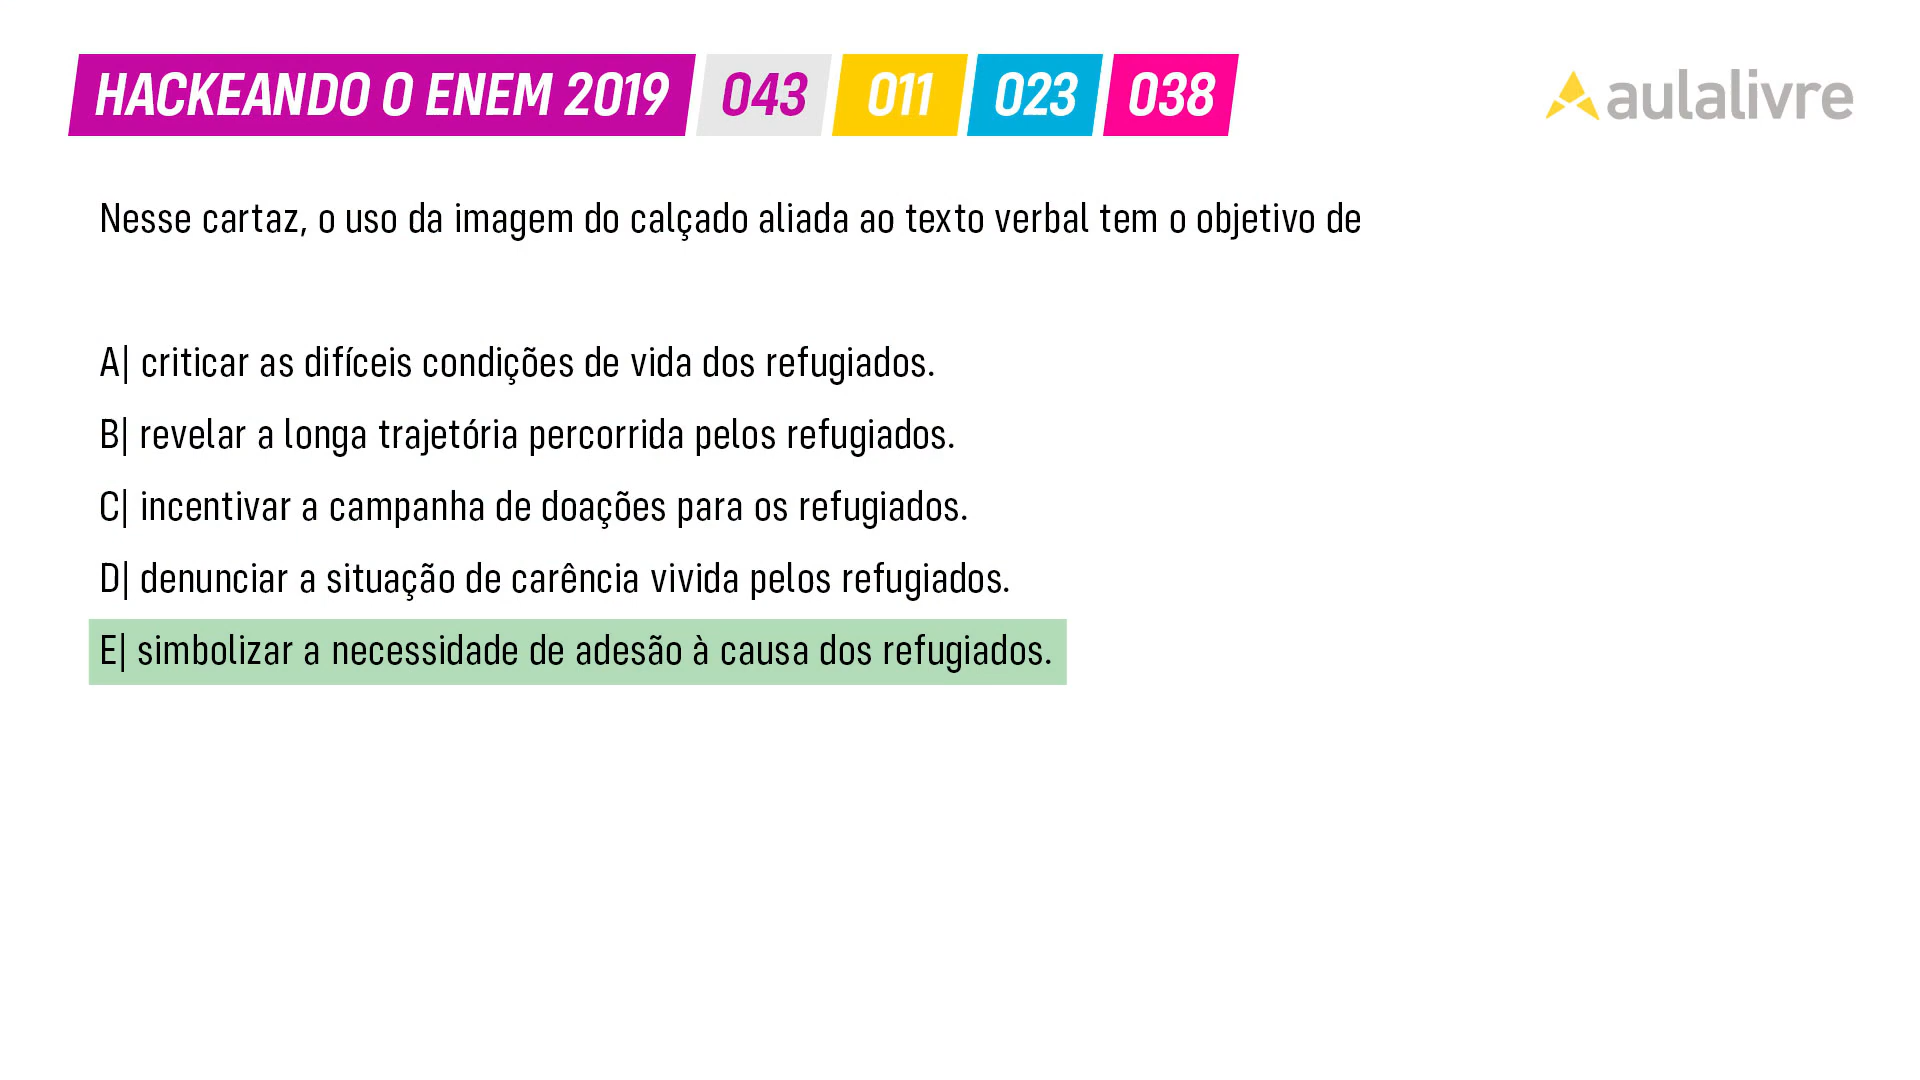 HACKEANDO O ENEM 2019 043 011 023 038
aulalivre
Nesse cartaz, o uso da imagem do calçado aliada ao texto verbal tem o objetivo de
A| criticar as difíceis condições de vida dos refugiados.
B| revelar a longa trajetória percorrida pelos refugiados.
C| incentivar a campanha de doações para os refugiados.
D| denunciar a situação de carência vivida pelos refugiados.
E| simbolizar a necessidade de adesão à causa dos refugiados.